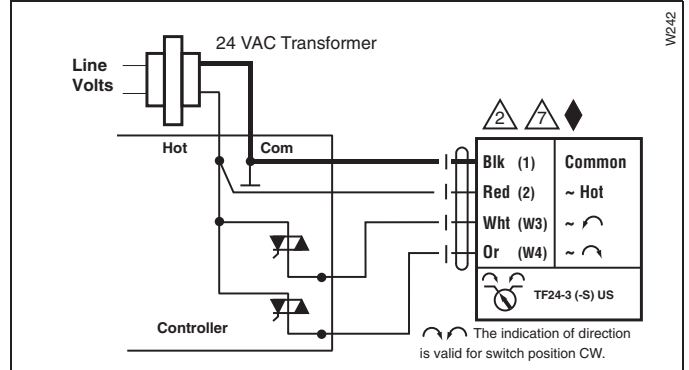 W242
24 VAC Transformer
Line
Volts
Hot
Com
2 7
Blk (1) Common
Red (2) ~ Hot
Wht (W3) ~
Or (W4) ~
TF24-3 (-S) US
Controller
The indication of direction
is valid for switch position CW.